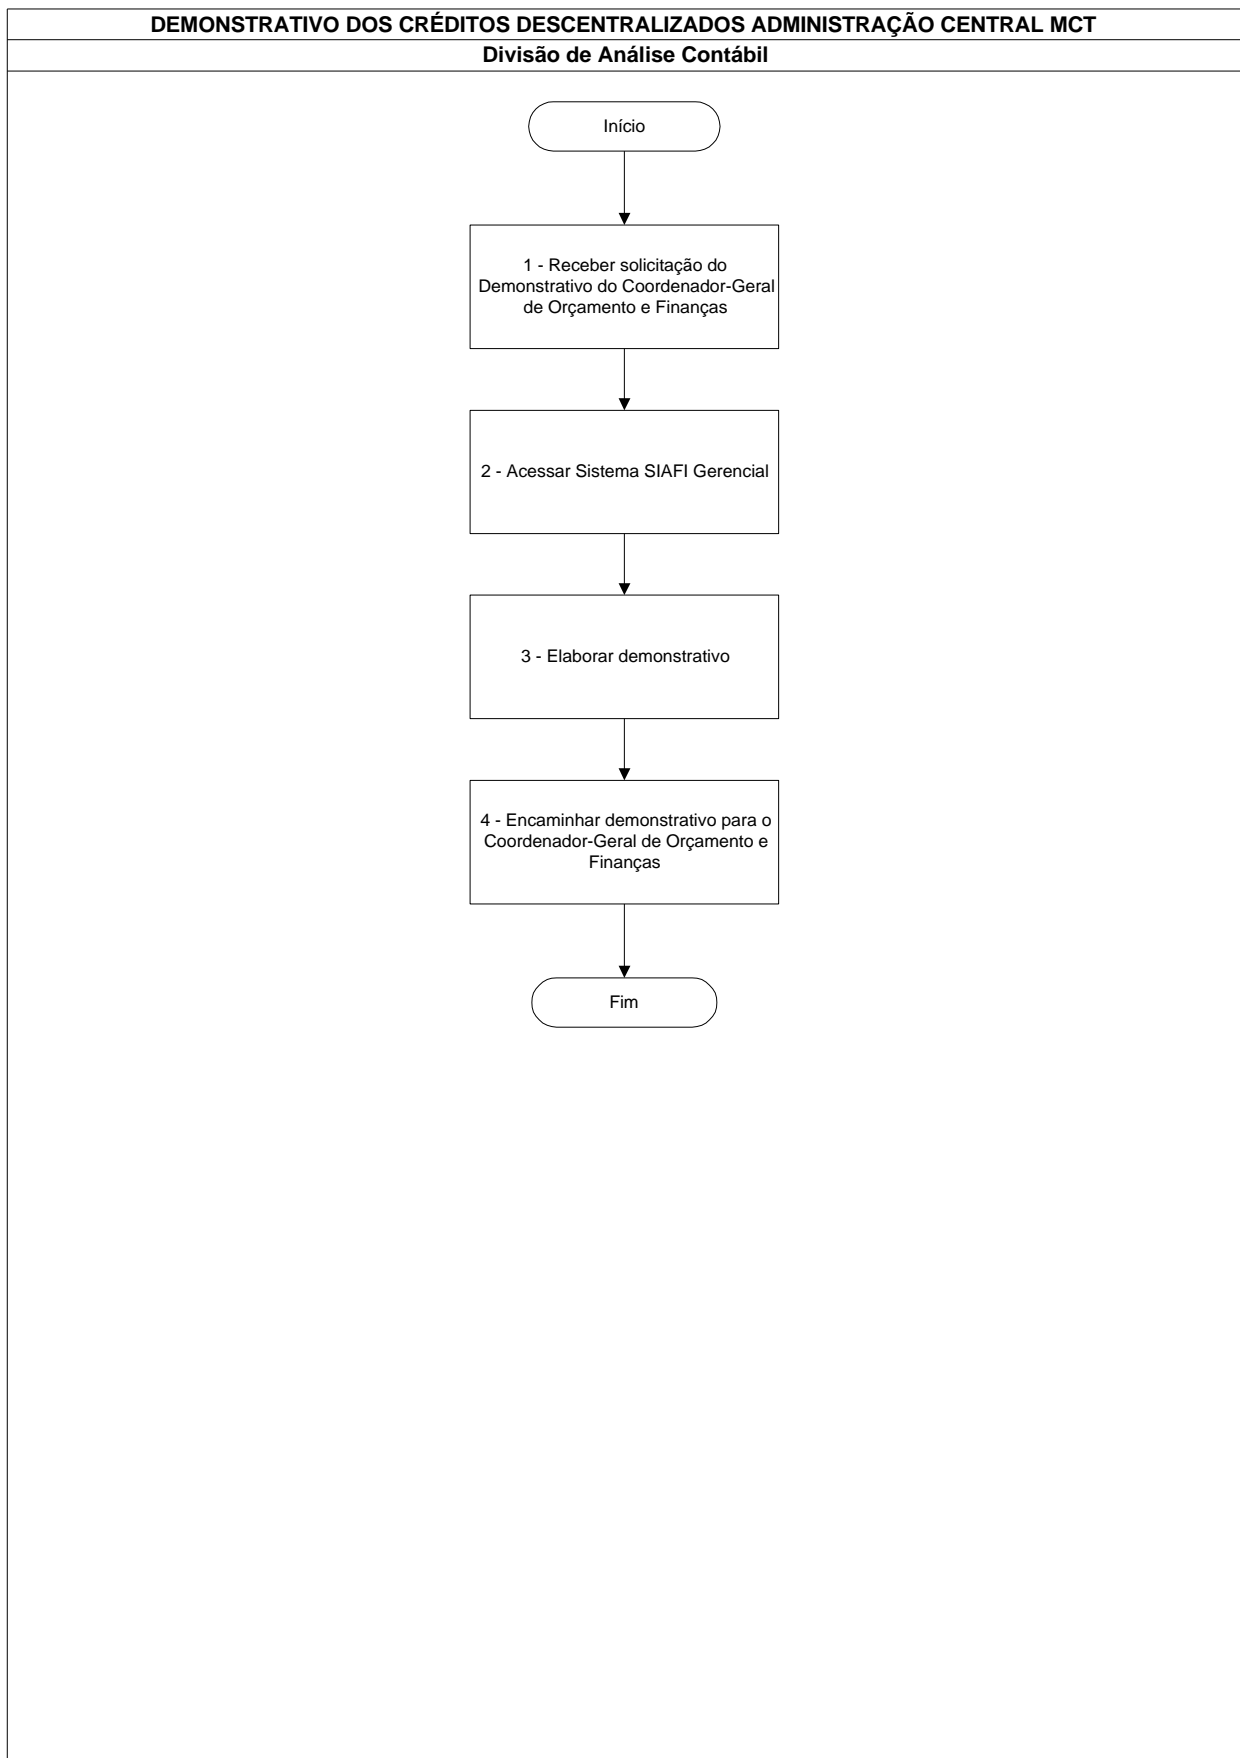 DEMONSTRATIVO DOS CRÉDITOS DESCENTRALIZADOS ADMINISTRAÇÃO CENTRAL MCT
Divisão de Análise Contábil
Início
1 - Receber solicitação do
Demonstrativo do Coordenador-Geral
de Orçamento e Finanças
2 - Acessar Sistema SIAFI Gerencial
3 - Elaborar demonstrativo
4 - Encaminhar demonstrativo para o
Coordenador-Geral de Orçamento e
Finanças
Fim